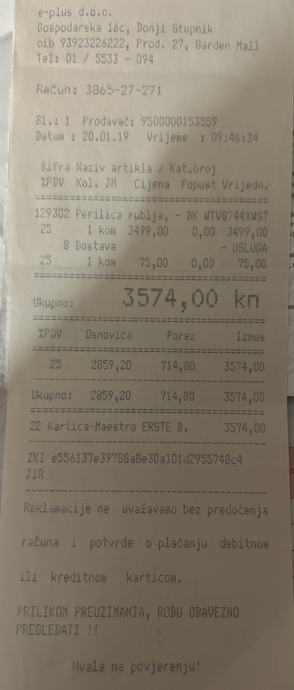 e-plus d.o.o.
Gospodarska 16c, Donji Stupnik
oib 93923226222, Prod. 27, Garden Mall
Tel: 01 / 5533 - 094
Račun: 3865-27-271
Bl.: 1 Prodavač: 9500000153559
Datum : 20.01.19 Vrijeme : 09:46:34
Šifra Naziv artikla / Kat.broj
%PDV Kol. JM Cijena Popust Vrijedn.
129302 Perilica rublja, - BK WTV8744XWST
25 1 kom 3499,00 0,00 3499,00
8 Dostava - USLUGA
25 1 kom 75,00 0,00 75,00
Ukupno: 3574,00 kn
%PDV Osnovica Porez Iznos
25 2859,20 714,80 3574,00
Ukupno: 2859,20 714,80 3574,00
22 Kartica-Maestro ERSTE B. 3574,00
ZKI e556137e39788a8e30a101d2955748c4
JIR
Reklamacije ne uvažavamo bez predočenja
računa i potvrde o plaćanju debitnom
ili kreditnom karticom.
PRILIKOM PREUZIMANJA, ROBU OBAVEZNO
PREGLEDATI !!
Hvala na povjerenju!